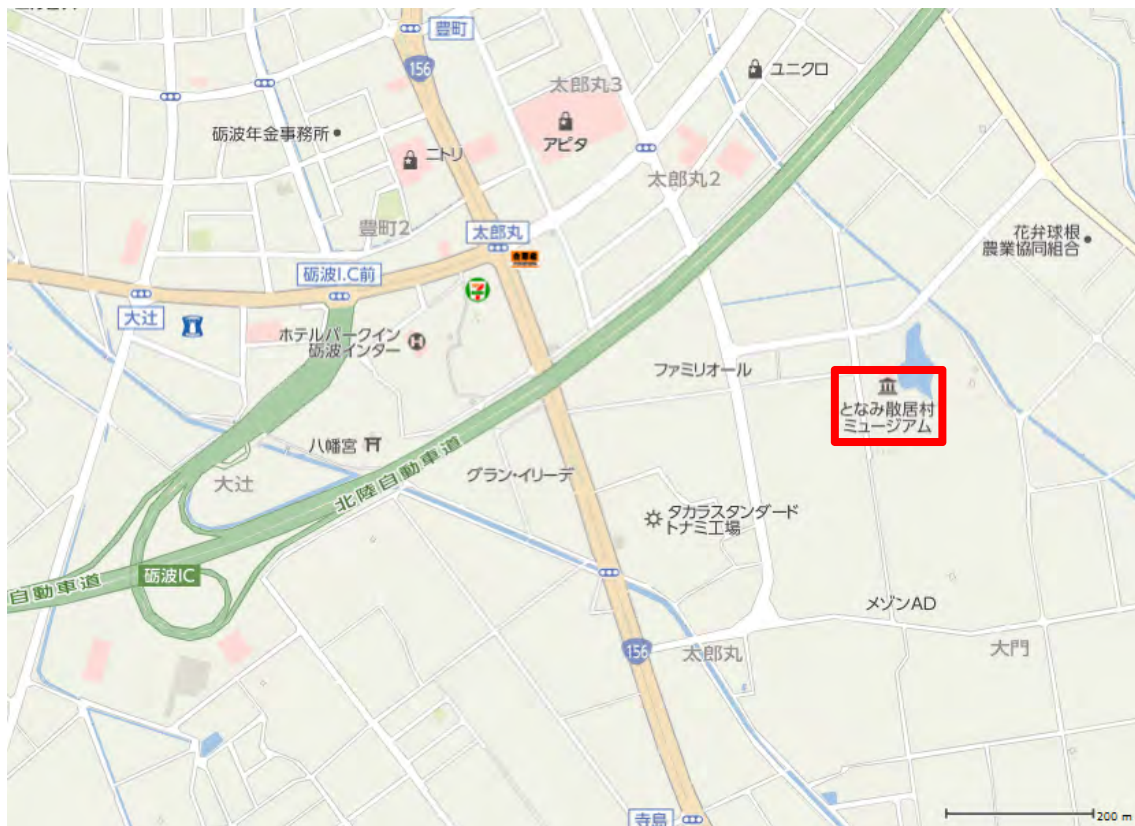 豊町
156
太郎丸3
ユニクロ
砺波年金事務所
アピタ
ニトリ
太郎丸2
豊町2
太郎丸
花弁球根
農業協同組合
砺波I.C前
大辻
ホテルパークイン
砺波インター
ファミリオール
となみ散居村
ミュージアム
八幡宮
北陸自動車道
グラン・イリーデ
大辻
タカラスタンダード
トナミ工場
砺波IC
自動車道
メゾンAD
156
太郎丸
大門
寺島
200 m